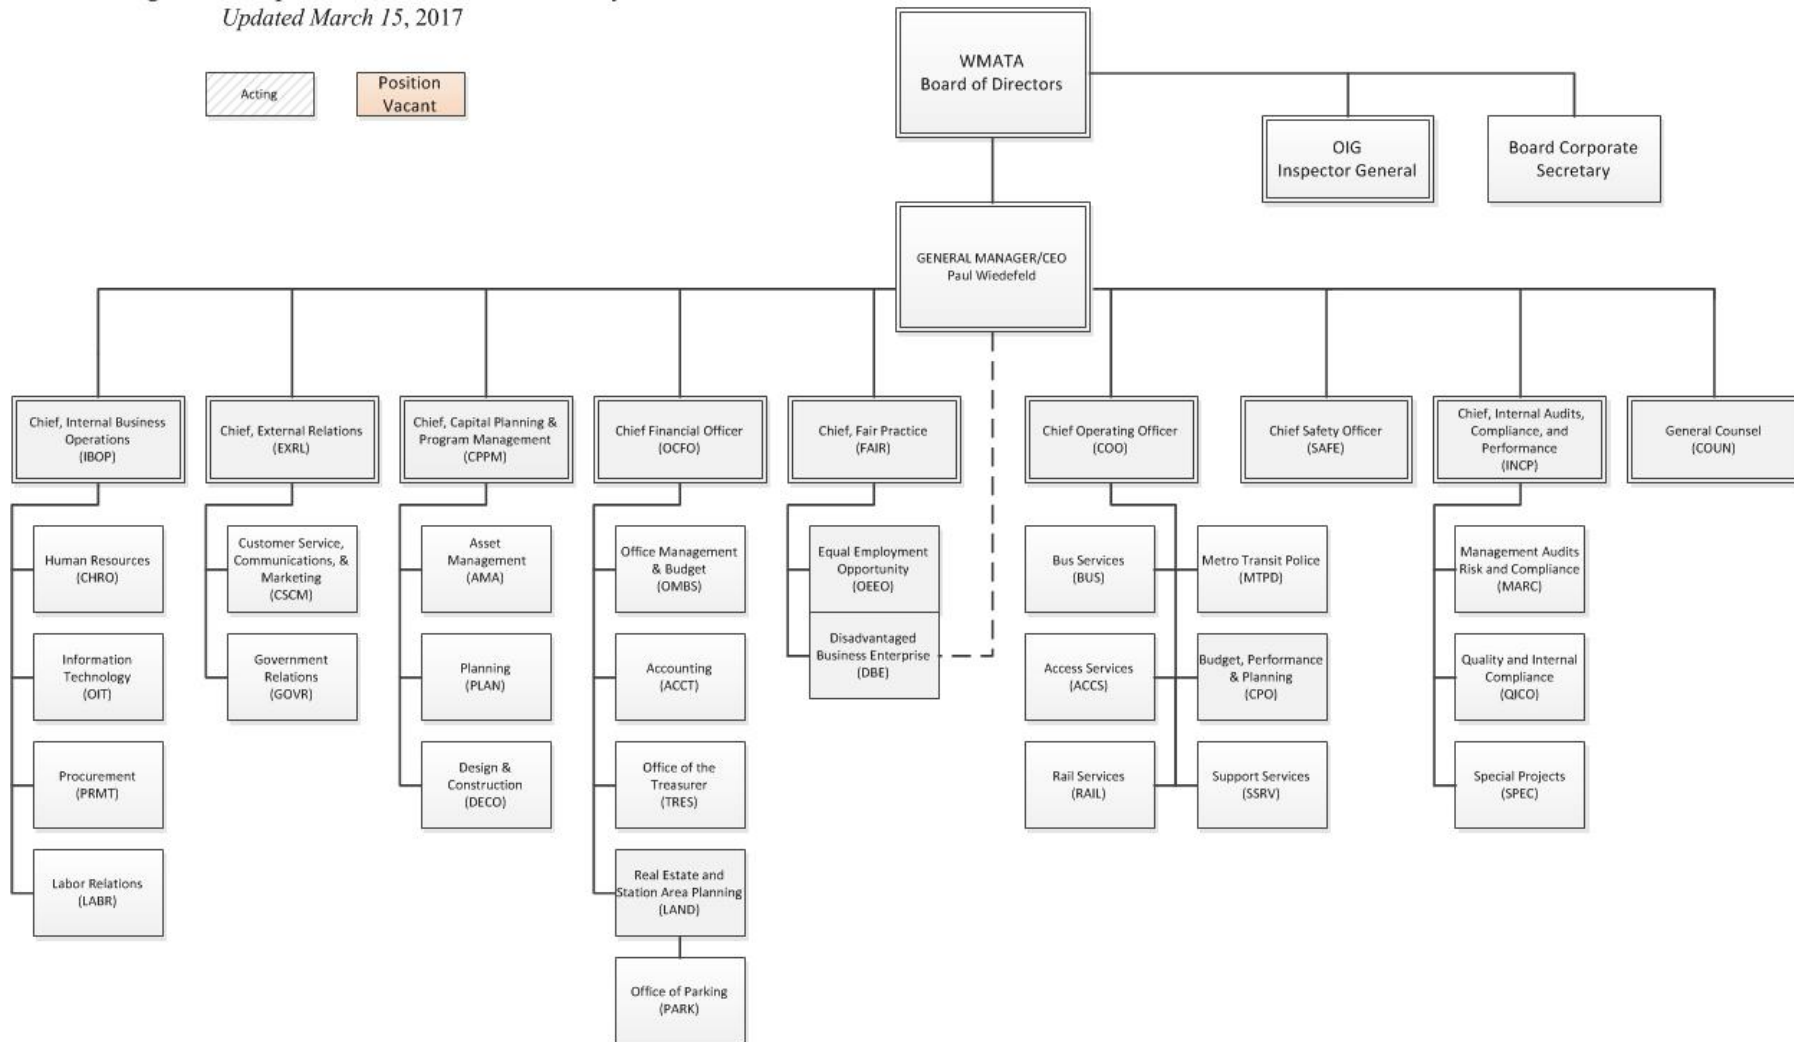 Updated March 15, 2017
Acting
Position
Vacant
WMATA
Board of Directors
OIG
Inspector General
Board Corporate
Secretary
GENERAL MANAGER/CEO
Paul Wiedefeld
Chief, Internal Business
Operations
(IBOP)
Chief, External Relations
(EXRL)
Chief, Capital Planning &
Program Management
(CPPM)
Chief Financial Officer
(OCFO)
Chief, Fair Practice
(FAIR)
Chief Operating Officer
(COO)
Chief Safety Officer
(SAFE)
Chief, Internal Audits,
Compliance, and
Performance
(INCP)
General Counsel
(COUN)
Human Resources
(CHRO)
Information
Technology
(OIT)
Procurement
(PRMT)
Labor Relations
(LABR)
Customer Service,
Communications, &
Marketing
(CSCM)
Government
Relations
(GOVR)
Asset
Management
(AMA)
Planning
(PLAN)
Design &
Construction
(DECO)
Office Management
& Budget
(OMBS)
Accounting
(ACCT)
Office of the
Treasurer
(TRES)
Real Estate and
Station Area Planning
(LAND)
Office of Parking
(PARK)
Equal Employment
Opportunity
(OEEO)
Disadvantaged
Business Enterprise
(DBE)
Bus Services
(BUS)
Access Services
(ACCS)
Rail Services
(RAIL)
Metro Transit Police
(MTPD)
Budget, Performance
& Planning
(CPO)
Support Services
(SSRV)
Management Audits
Risk and Compliance
(MARC)
Quality and Internal
Compliance
(QICO)
Special Projects
(SPEC)